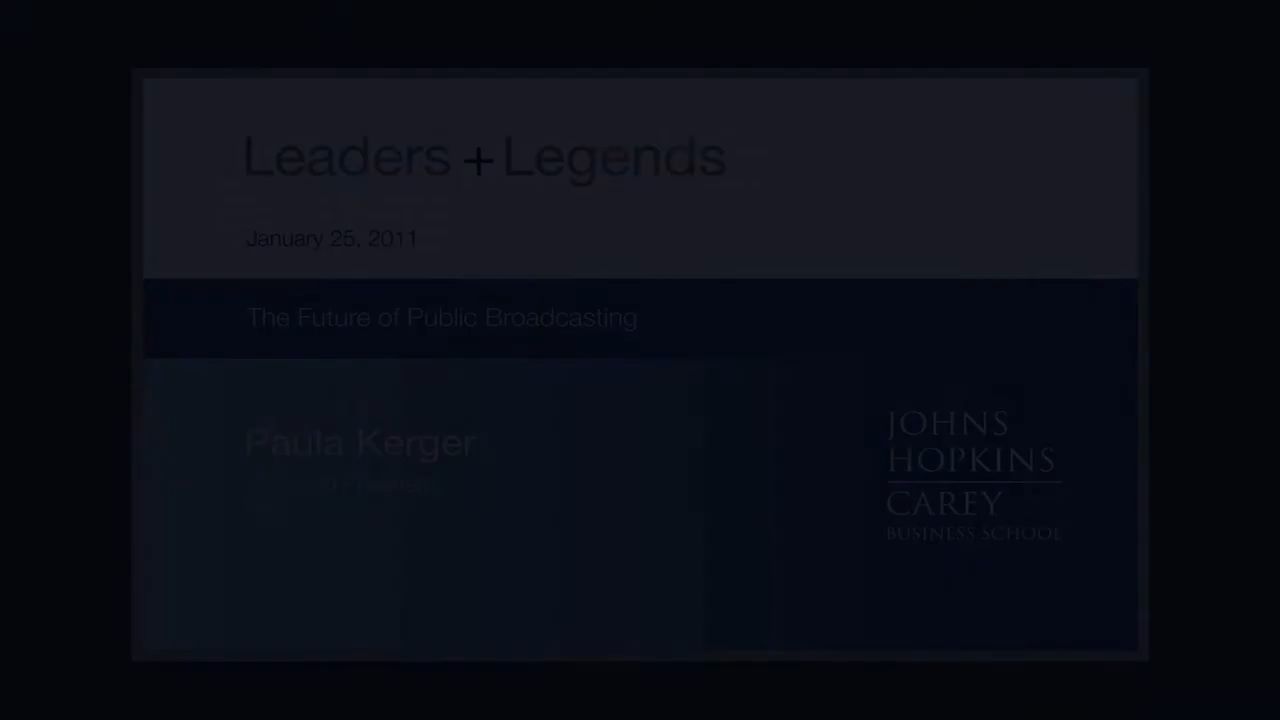 Leaders + Legends
January 25, 2011
The Future of Public Broadcasting
Paula Kerger
JOHNS
HOPKINS
CAREY
BUSINESS SCHOOL